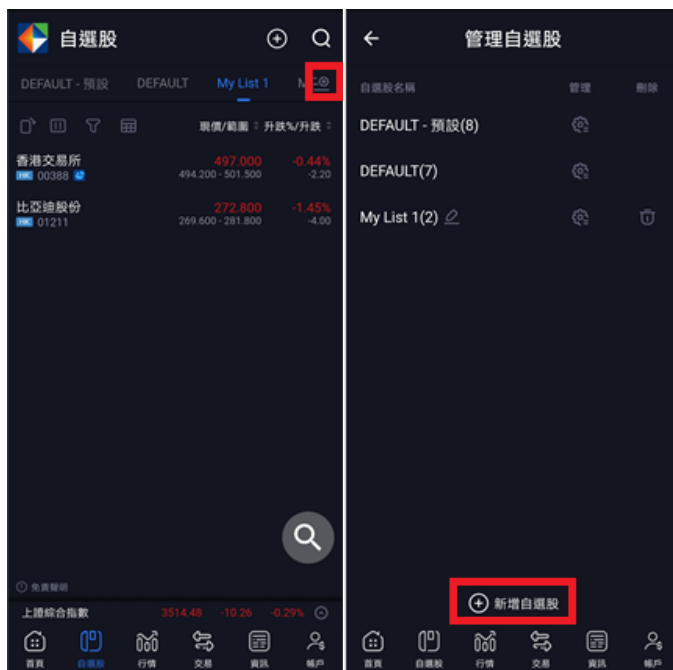 自選股
DEFAULT - 預設 DEFAULT My List 1
現價/範圍 升跌%/升跌
香港交易所 497.000 -0.44%
HK 00388 494.200 - 501.500 -2.20
比亞迪股份 272.800 -1.45%
HK 01211 269.600 - 281.800 -4.00
免責聲明
上證綜合指數 3514.48 -10.26 -0.29%
首頁 自選股 行情 交易 資訊 帳戶
管理自選股
自選股名稱 管理 刪除
DEFAULT - 預設(8)
DEFAULT(7)
My List 1(2)
新增自選股
首頁 自選股 行情 交易 資訊 帳戶